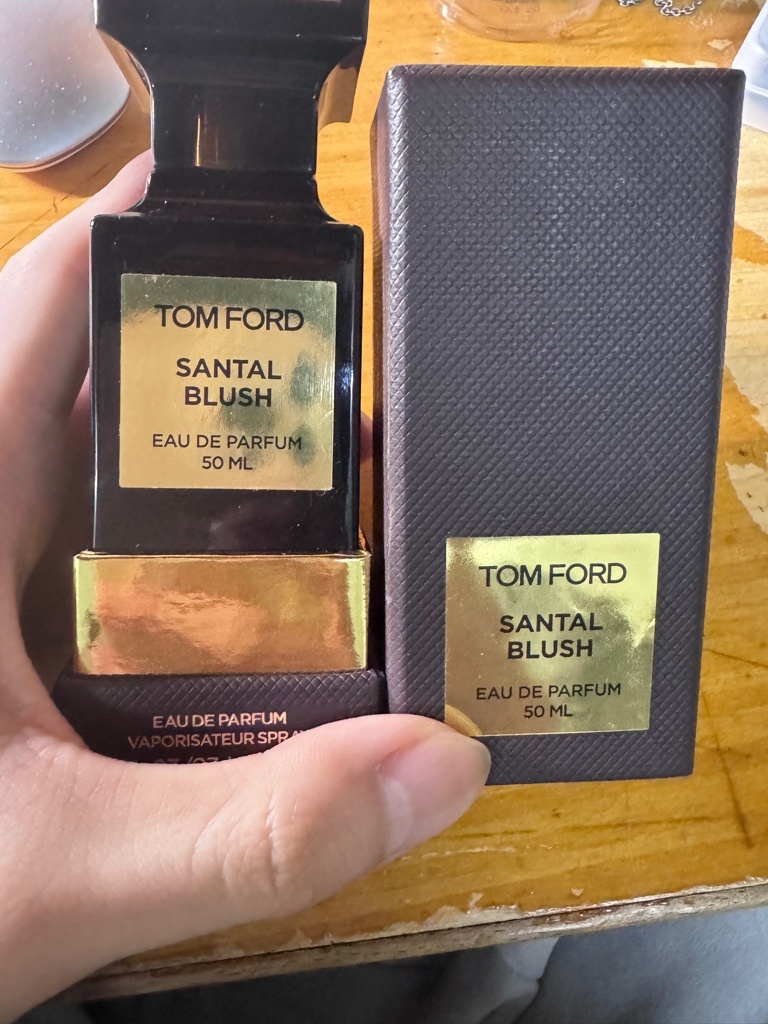 TOM FORD
SANTAL
BLUSH
EAU DE PARFUM
50 ML
EAU DE PARFUM
VAPORISATEUR
TOM FORD
SANTAL
BLUSH
EAU DE PARFUM
50 ML